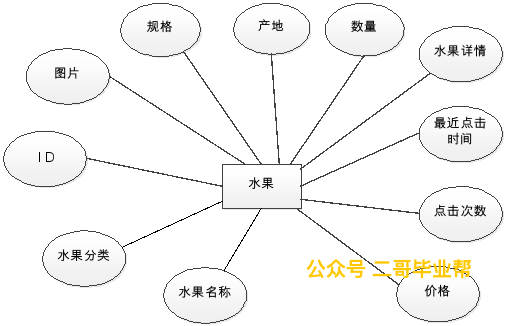 规格
产地
数量
水果详情
图片
最近点击
时间
ID
水果
点击次数
水果分类
公众号 二哥毕业帮
水果名称
价格